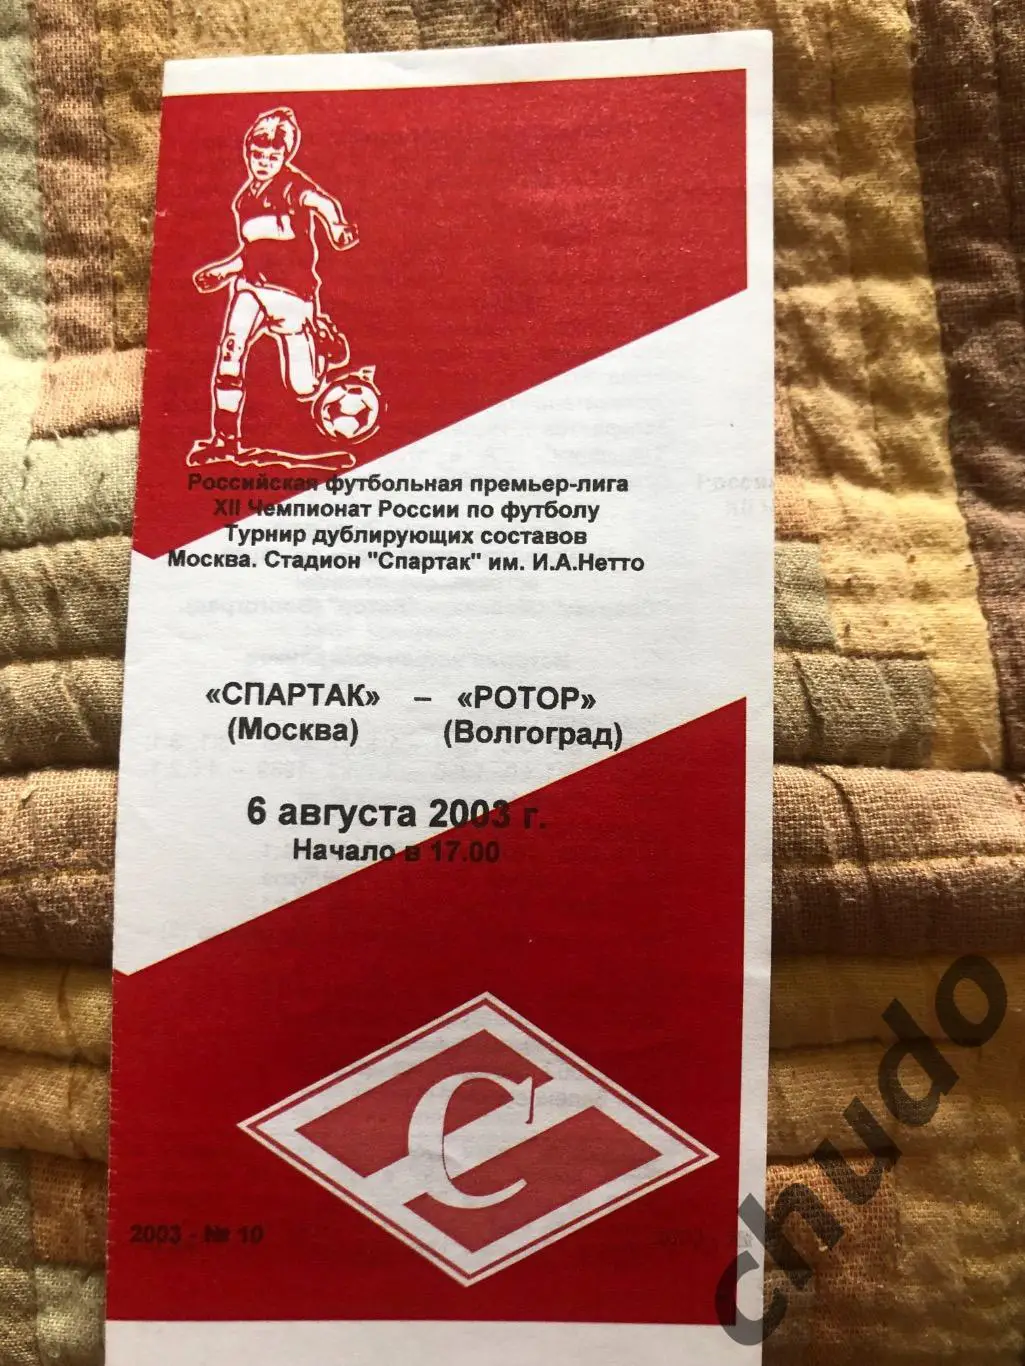 Российская футбольная премьер-лига
XII Чемпионат России по футболу
Турнир дублирующих составов
Москва. Стадион "Спартак" им. И.А.Нетто
«СПАРТАК» – «РОТОР»
(Москва) (Волгоград)
6 августа 2003 г.
Начало в 17.00
С
2003 - № 10
chudo